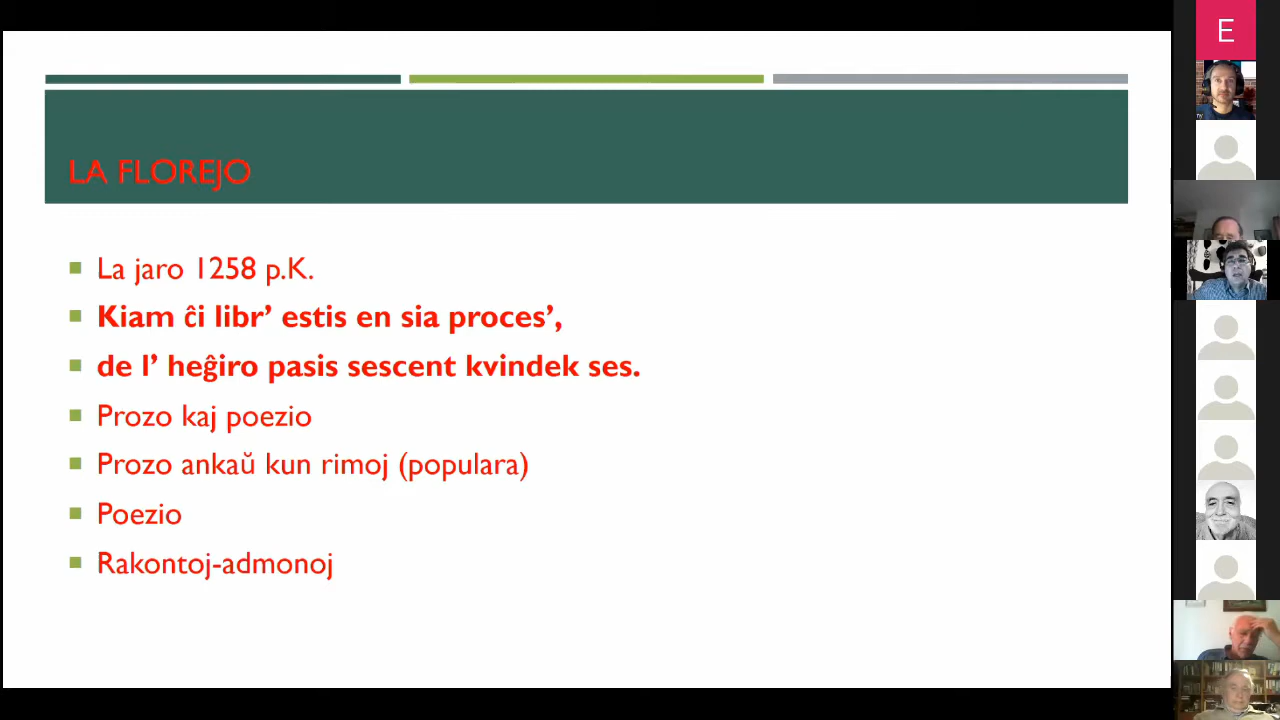 E
LA FLOREJO
La jaro 1258 p.K.
Kiam ĉi libr’ estis en sia proces’,
de l’ heĝiro pasis sescent kvindek ses.
Prozo kaj poezio
Prozo ankaŭ kun rimoj (populara)
Poezio
Rakontoj-admonoj